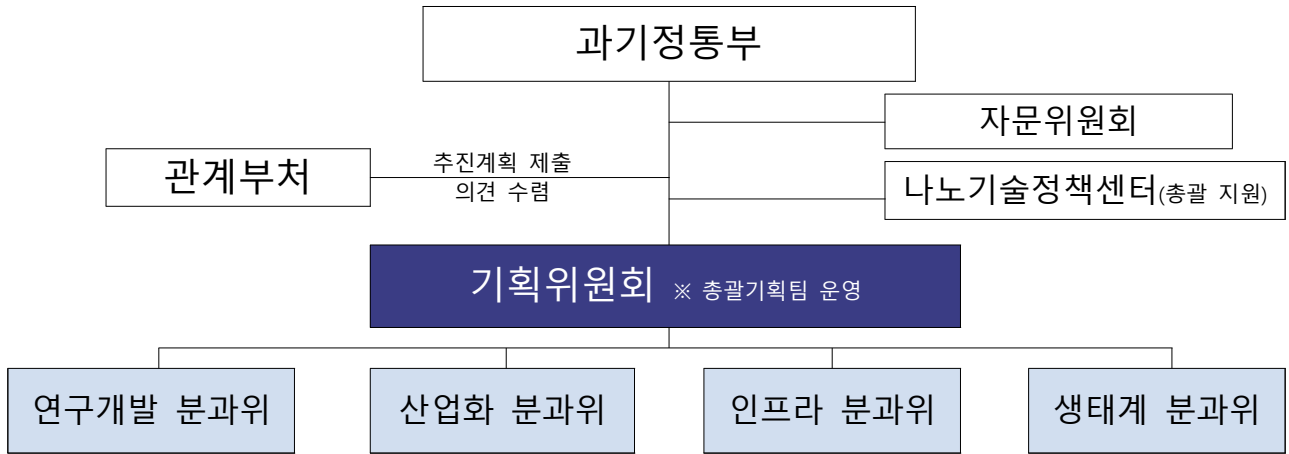 과기정통부
자문위원회
관계부처
추진계획 제출
의견 수렴
나노기술정책센터(총괄 지원)
기획위원회 ※ 총괄기획팀 운영
연구개발 분과위
산업화 분과위
인프라 분과위
생태계 분과위